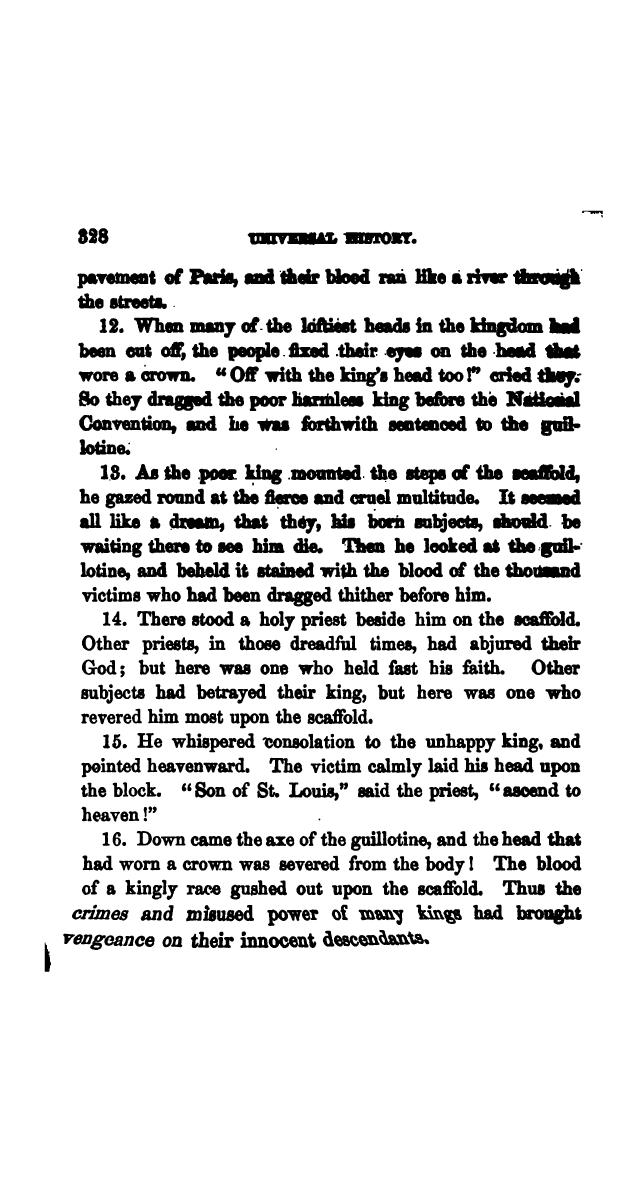 328 UNIVERSAL HISTORY.
pavement of Paris, and their blood ran like a river through
the streets.
12. When many of the loftiest heads in the kingdom had
been cut off, the people fixed their eyes on the head that
wore a crown. "Off with the king's head too!" cried they.
So they dragged the poor harmless king before the National
Convention, and he was forthwith sentenced to the guil-
lotine.
13. As the poor king mounted the steps of the scaffold,
he gazed round at the fierce and cruel multitude. It seemed
all like a dream, that they, his born subjects, should be
waiting there to see him die. Then he looked at the guil-
lotine, and beheld it stained with the blood of the thousand
victims who had been dragged thither before him.
14. There stood a holy priest beside him on the scaffold.
Other priests, in those dreadful times, had abjured their
God; but here was one who held fast his faith. Other
subjects had betrayed their king, but here was one who
revered him most upon the scaffold.
15. He whispered consolation to the unhappy king, and
pointed heavenward. The victim calmly laid his head upon
the block. "Son of St. Louis," said the priest, "ascend to
heaven!"
16. Down came the axe of the guillotine, and the head that
had worn a crown was severed from the body! The blood
of a kingly race gushed out upon the scaffold. Thus the
crimes and misused power of many kings had brought
vengeance on their innocent descendants.